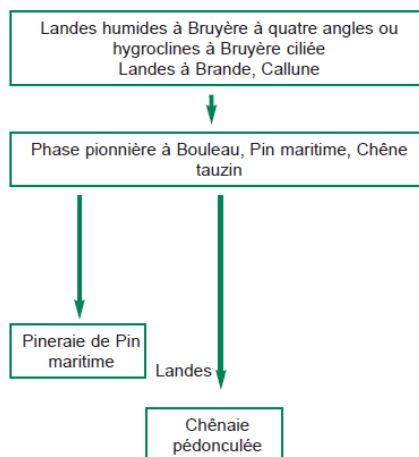 Landes humides à Bruyère à quatre angles ou
hygroclines à Bruyère ciliée
Landes à Brande, Callune
Phase pionnière à Bouleau, Pin maritime, Chêne
tauzin
Pineraie de Pin
maritime
Landes
Chênaie
pédonculée